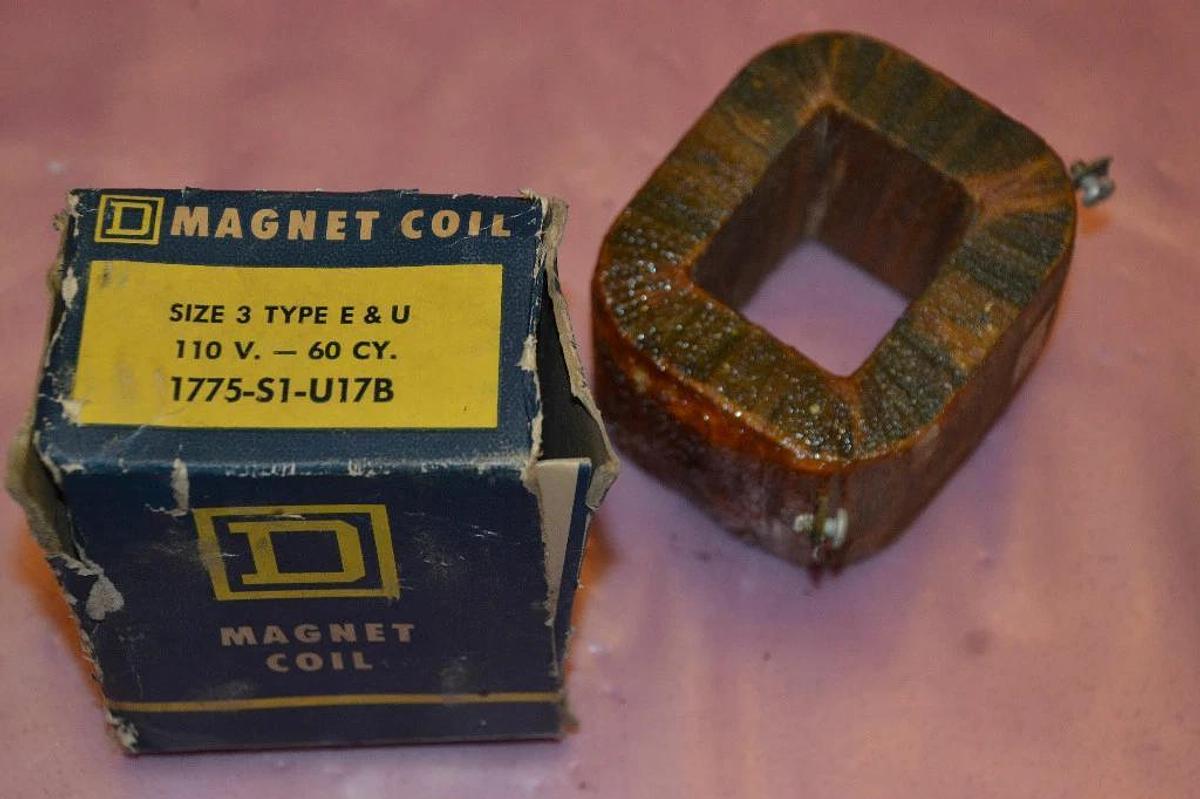 D MAGNET COIL
SIZE 3 TYPE E & U
110 V. — 60 CY.
1775-S1-U17B
D
MAGNET
COIL